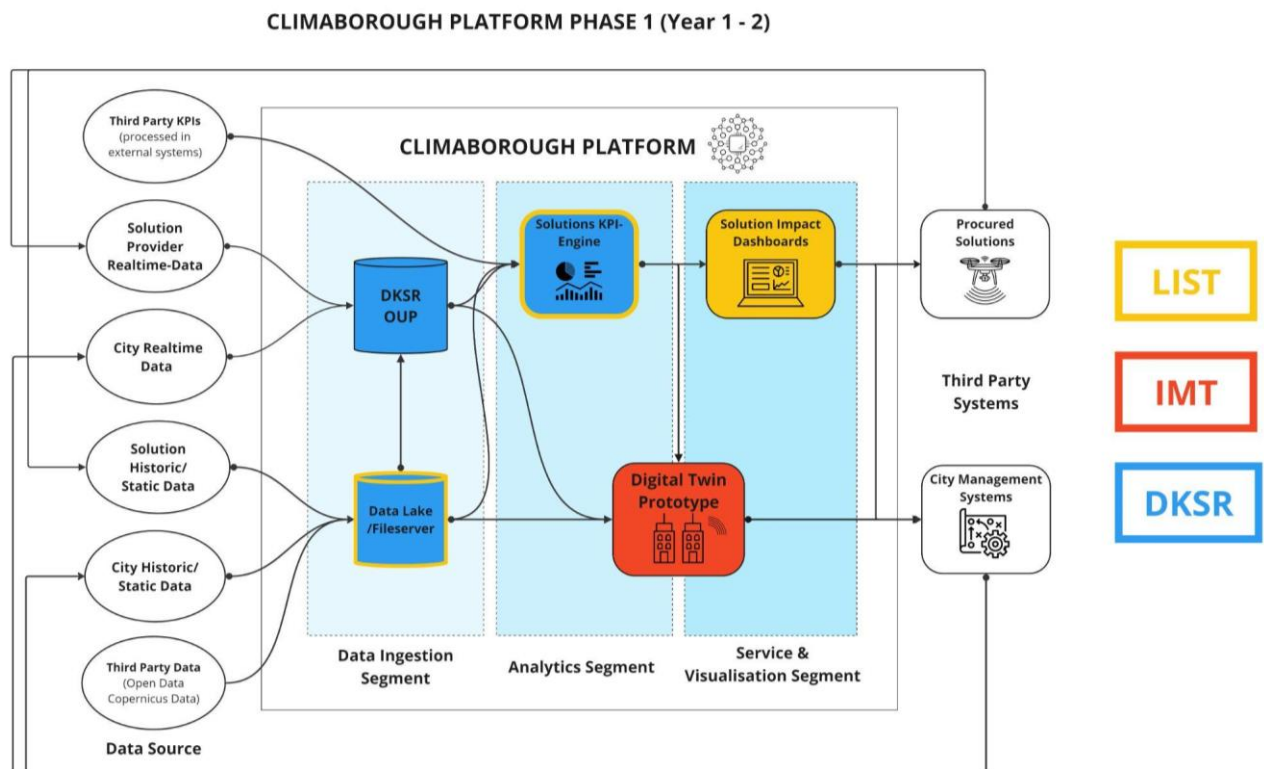 CLIMABOROUGH PLATFORM PHASE 1 (Year 1 - 2)
Third Party KPIs
(processed in
external systems)
Solution
Provider
Realtime-Data
City Realtime
Data
Solution
Historic/
Static Data
City Historic/
Static Data
Third Party Data
(Open Data
Copernicus Data)
Data Source
CLIMABOROUGH PLATFORM
DKSR
OUP
Data Lake
/Fileserver
Data Ingestion
Segment
Solutions KPI-
Engine
Analytics Segment
Solution Impact
Dashboards
Digital Twin
Prototype
Service &
Visualisation Segment
Procured
Solutions
Third Party
Systems
City Management
Systems
LIST
IMT
DKSR